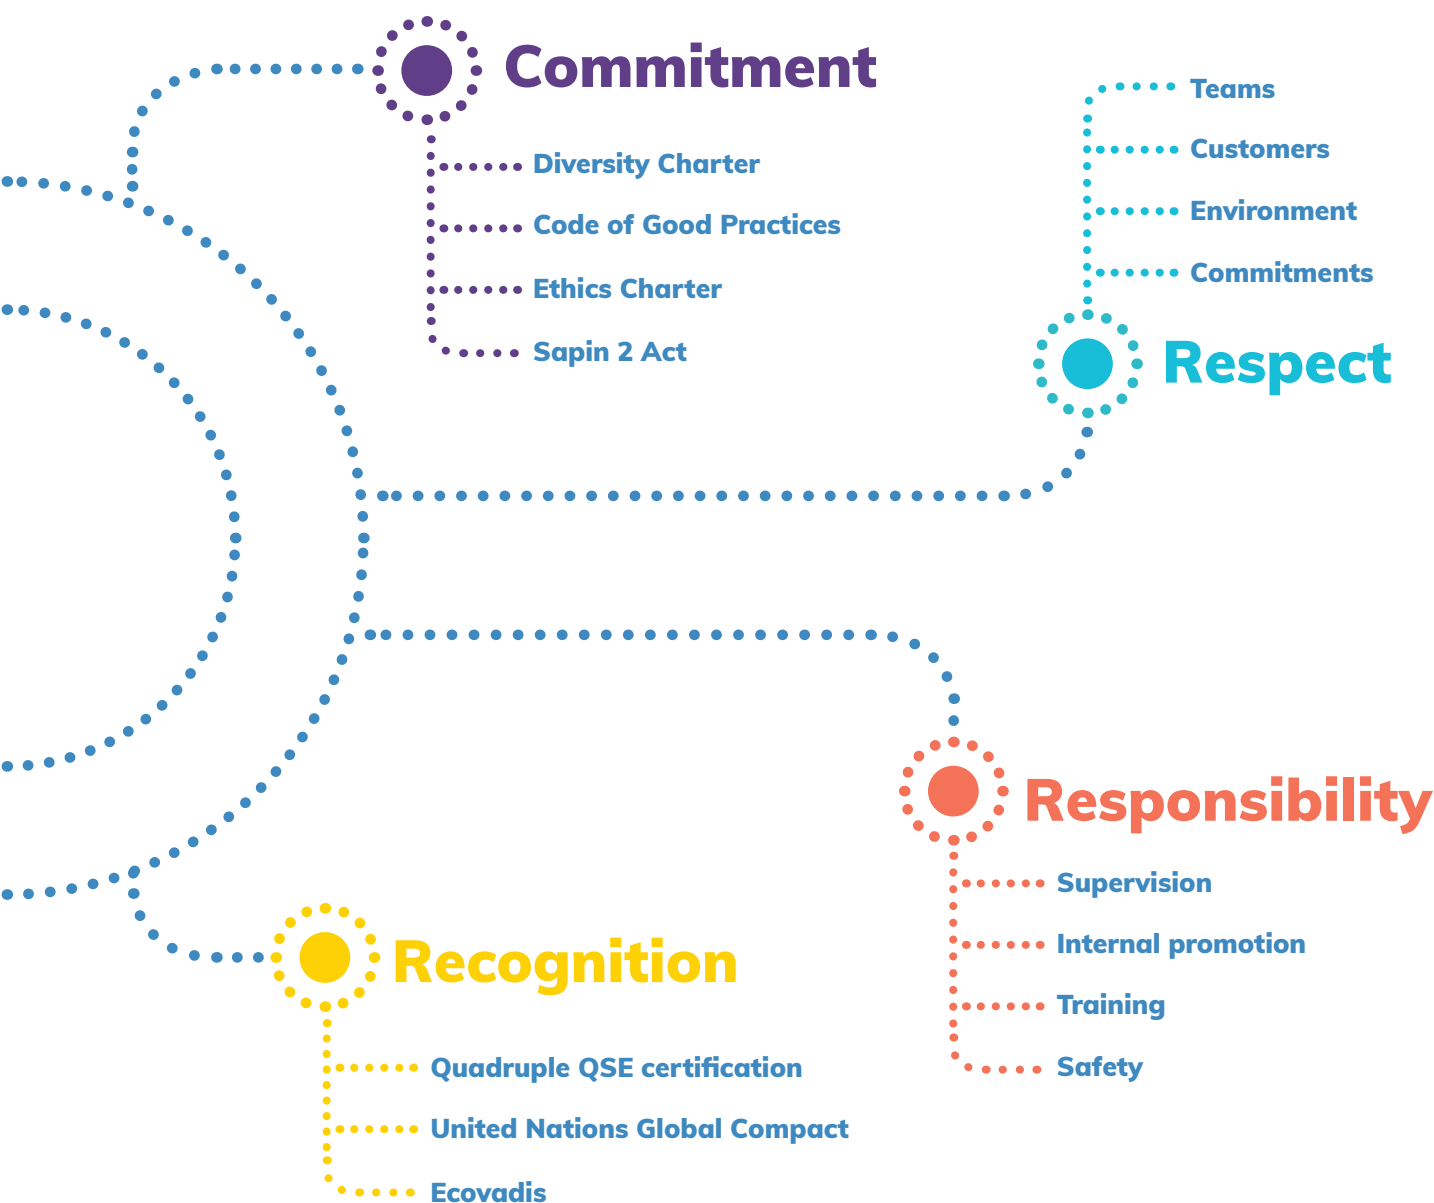 Commitment
Diversity Charter
Code of Good Practices
Ethics Charter
Sapin 2 Act
Teams
Customers
Environment
Commitments
Respect
Responsibility
Supervision
Internal promotion
Training
Safety
Recognition
Quadruple QSE certification
United Nations Global Compact
Ecovadis